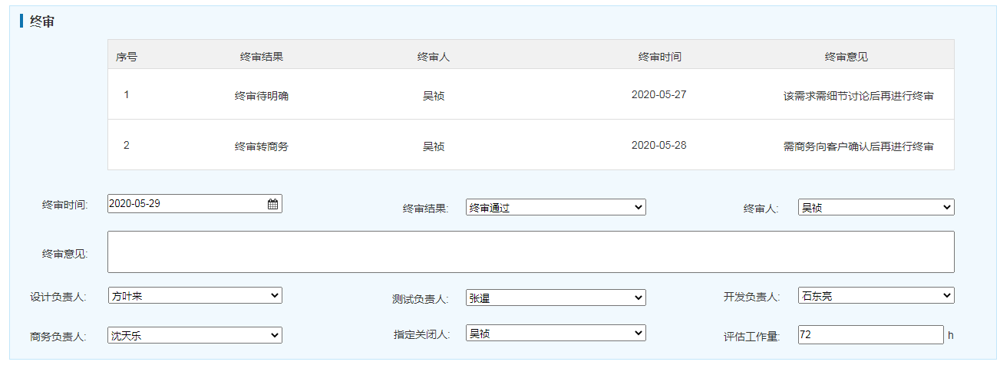 终审
序号 终审结果 终审人 终审时间 终审意见
1 终审待明确 吴祯 2020-05-27 该需求需细节讨论后再进行终审
2 终审转商务 吴祯 2020-05-28 需商务向客户确认后再进行终审
终审时间: 2020-05-29 终审结果: 终审通过 终审人: 吴祯
终审意见:
设计负责人: 方叶来 测试负责人: 张暹 开发负责人: 石东亮
商务负责人: 沈天乐 指定关闭人: 吴祯 评估工作量: 72 h